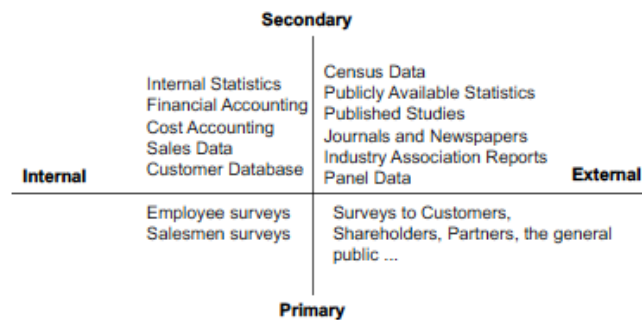 Secondary
Internal Statistics
Financial Accounting
Cost Accounting
Sales Data
Customer Database
Census Data
Publicly Available Statistics
Published Studies
Journals and Newspapers
Industry Association Reports
Panel Data
Internal
External
Employee surveys
Salesmen surveys
Surveys to Customers,
Shareholders, Partners, the general
public ...
Primary